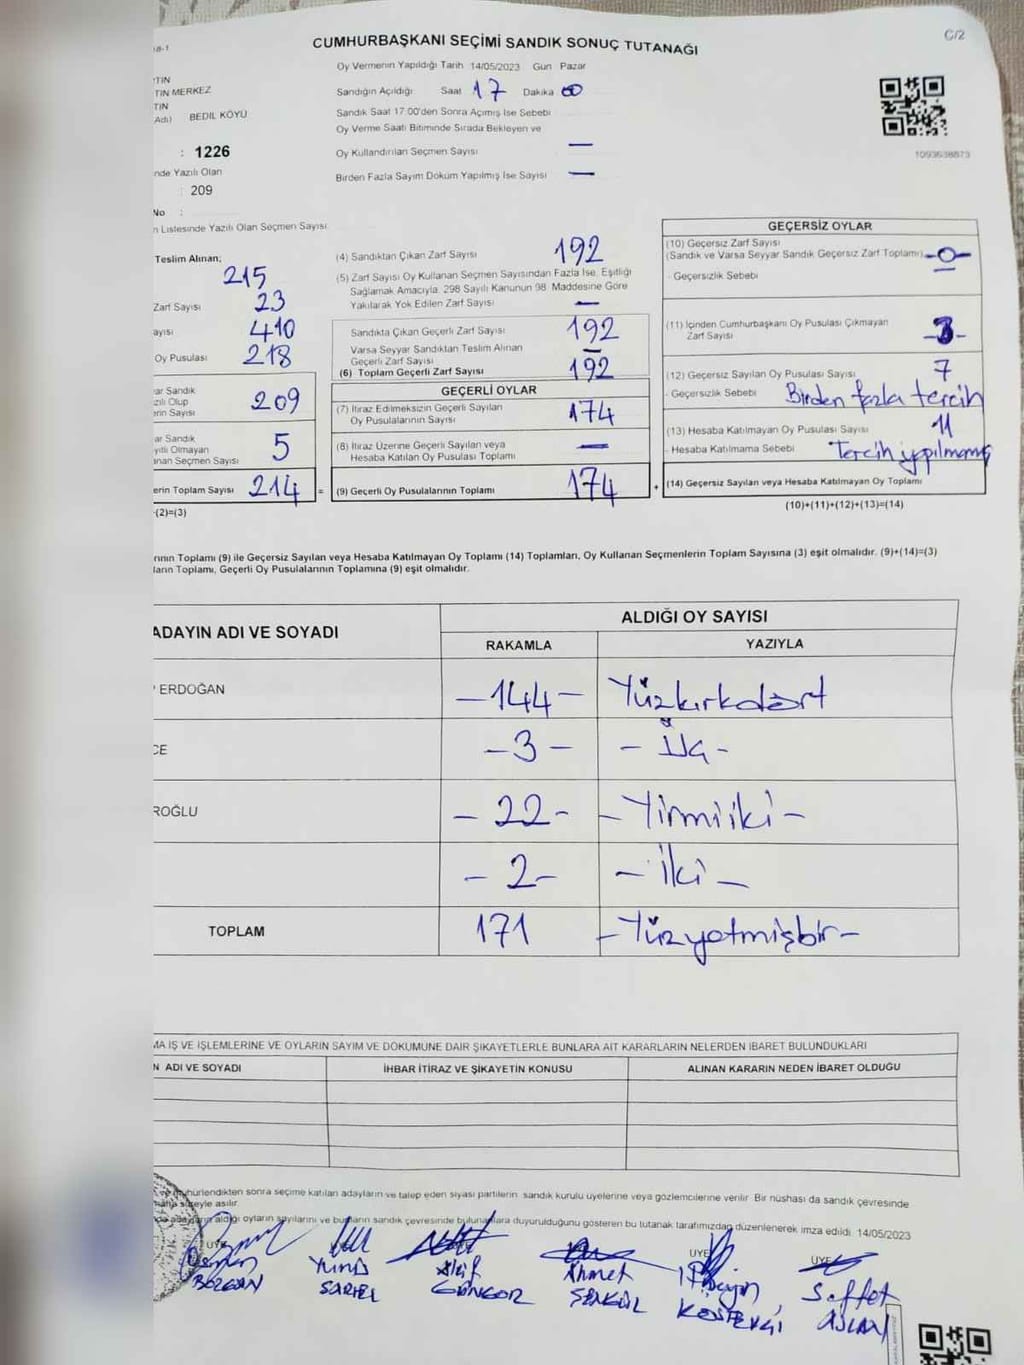 CUMHURBAŞKANI SEÇİMİ SANDIK SONUÇ TUTANAĞI
C/2
Oy Vermenin Yapıldığı Tarih 14/05/2023 Gün Pazar
Sandığın Açıldığı Saat 17 Dakika 00
Sandık Saat 17:00'den Sonra Açılmış İse Sebebi
Oy Verme Saati Bitiminde Sırada Bekleyen ve
Oy Kullandırılan Seçmen Sayısı —
Birden Fazla Sayım Döküm Yapılmış İse Sayısı —
1093638873
TİN
TİN MERKEZ
TİN
Adı) BEDİL KÖYÜ
: 1226
nde Yazılı Olan
: 209
No :
n Listesinde Yazılı Olan Seçmen Sayısı
Teslim Alınan;
215
Zarf Sayısı 23
ayısı 410
Oy Pusulası 218
ar Sandık
zılı Olup
erin Sayısı 209
ar Sandık
yıtlı Olmayan
anan Seçmen Sayısı 5
erin Toplam Sayısı 214 =
(2)=(3)
(4) Sandıktan Çıkan Zarf Sayısı 192
(5) Zarf Sayısı Oy Kullanan Seçmen Sayısından Fazla İse, Eşitliği
Sağlamak Amacıyla, 298 Sayılı Kanunun 98. Maddesine Göre
Yakılarak Yok Edilen Zarf Sayısı —
Sandıkta Çıkan Geçerli Zarf Sayısı 192
Varsa Seyyar Sandıktan Teslim Alınan
Geçerli Zarf Sayısı —
(6) Toplam Geçerli Zarf Sayısı 192
GEÇERLİ OYLAR
(7) İtiraz Edilmeksizin Geçerli Sayılan
Oy Pusulalarının Sayısı 174
(8) İtiraz Üzerine Geçerli Sayılan veya
Hesaba Katılan Oy Pusulası Toplamı —
(9) Geçerli Oy Pusulalarının Toplamı 174 +
GEÇERSİZ OYLAR
(10) Geçersiz Zarf Sayısı
(Sandık ve Varsa Seyyar Sandık Geçersiz Zarf Toplamı) -0-
- Geçersizlik Sebebi
(11) İçinden Cumhurbaşkanı Oy Pusulası Çıkmayan
Zarf Sayısı -3-
(12) Geçersiz Sayılan Oy Pusulası Sayısı 7
- Geçersizlik Sebebi Birden fazla tercih
(13) Hesaba Katılmayan Oy Pusulası Sayısı 11
- Hesaba Katılmama Sebebi Tercih yapılmamış
(14) Geçersiz Sayılan veya Hesaba Katılmayan Oy Toplamı
(10)+(11)+(12)+(13)=(14)
rının Toplamı (9) ile Geçersiz Sayılan veya Hesaba Katılmayan Oy Toplamı (14) Toplamları, Oy Kullanan Seçmenlerin Toplam Sayısına (3) eşit olmalıdır. (9)+(14)=(3)
ların Toplamı, Geçerli Oy Pusulalarının Toplamına (9) eşit olmalıdır.
ADAYIN ADI VE SOYADI
ALDIĞI OY SAYISI
RAKAMLA YAZIYLA
ERDOĞAN -144- Yüzkırkdört
CE -3- - Üç -
ROĞLU -22- - Yirmiiki -
-2- - İki -
TOPLAM 171 - Yüzyetmişbir -
MA İŞ VE İŞLEMLERİNE VE OYLARIN SAYIM VE DÖKÜMÜNE DAİR ŞİKAYETLERLE BUNLARA AİT KARARLARIN NELERDEN İBARET BULUNDUKLARI
N ADI VE SOYADI İHBAR İTİRAZ VE ŞİKAYETİN KONUSU ALINAN KARARIN NEDEN İBARET OLDUĞU
mühürlendikten sonra seçime katılan adayların ve talep eden siyasi partilerin sandık kurulu üyelerine veya gözlemcilerine verilir. Bir nüshası da sandık çevresinde
süreyle asılır.
aldığı oyların sayılarını ve bunların sandık çevresinde bulunanlara duyurulduğunu gösteren bu tutanak tarafımızdan düzenlenerek imza edildi. 14/05/2023
ÜYE ÜYE
Akif Ahmet Saffet
GÜNGÖR ŞENGÜL ASLAN